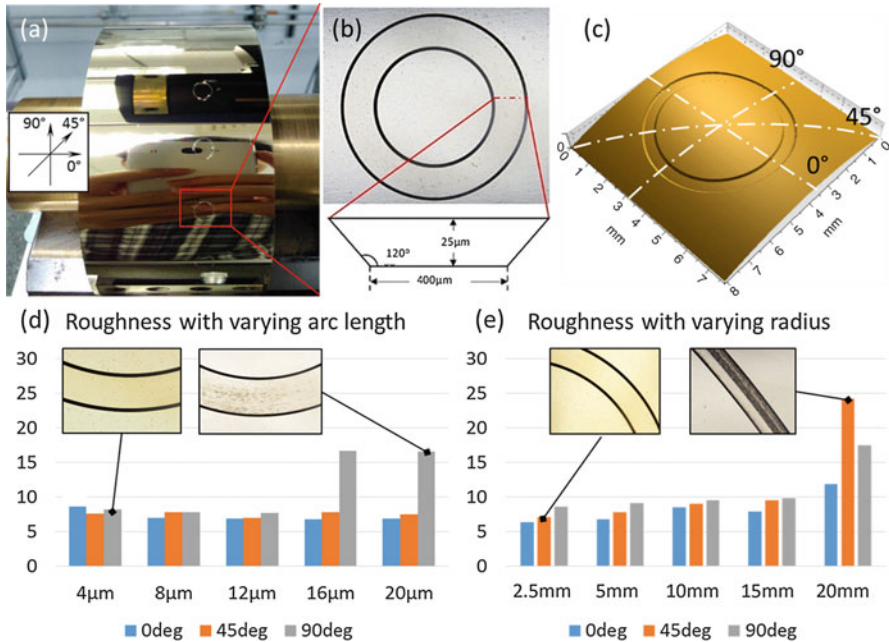 (a)
90° 45°
0°
(b)
120°
25µm
400µm
(c)
90°
45°
0°
0 1 2 3 4 5 6 7 8
mm
8 7 6 5 4 3 2 1 0
mm
(d) Roughness with varying arc length
30
25
20
15
10
5
0
4µm 8µm 12µm 16µm 20µm
0deg 45deg 90deg
(e) Roughness with varying radius
30
25
20
15
10
5
0
2.5mm 5mm 10mm 15mm 20mm
0deg 45deg 90deg